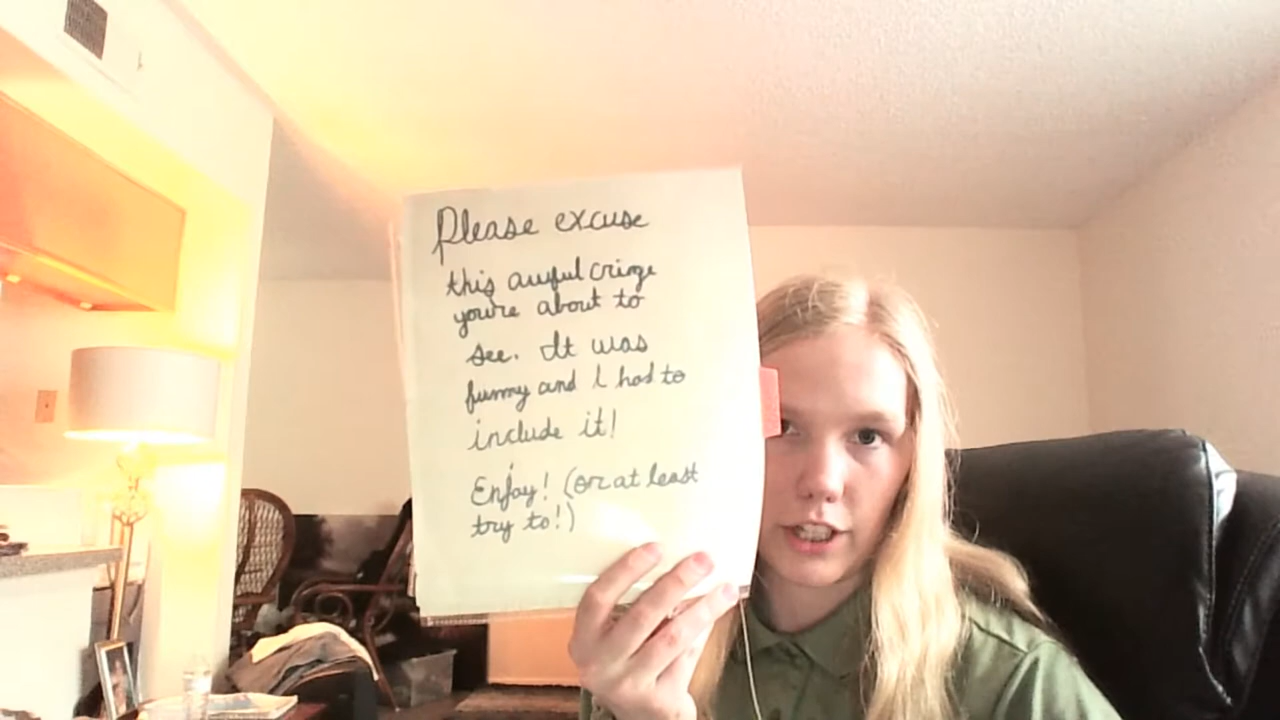 Please excuse
this awful cringe
you're about to
see. It was
funny and I had to
include it!
Enjoy! (or at least
try to!)